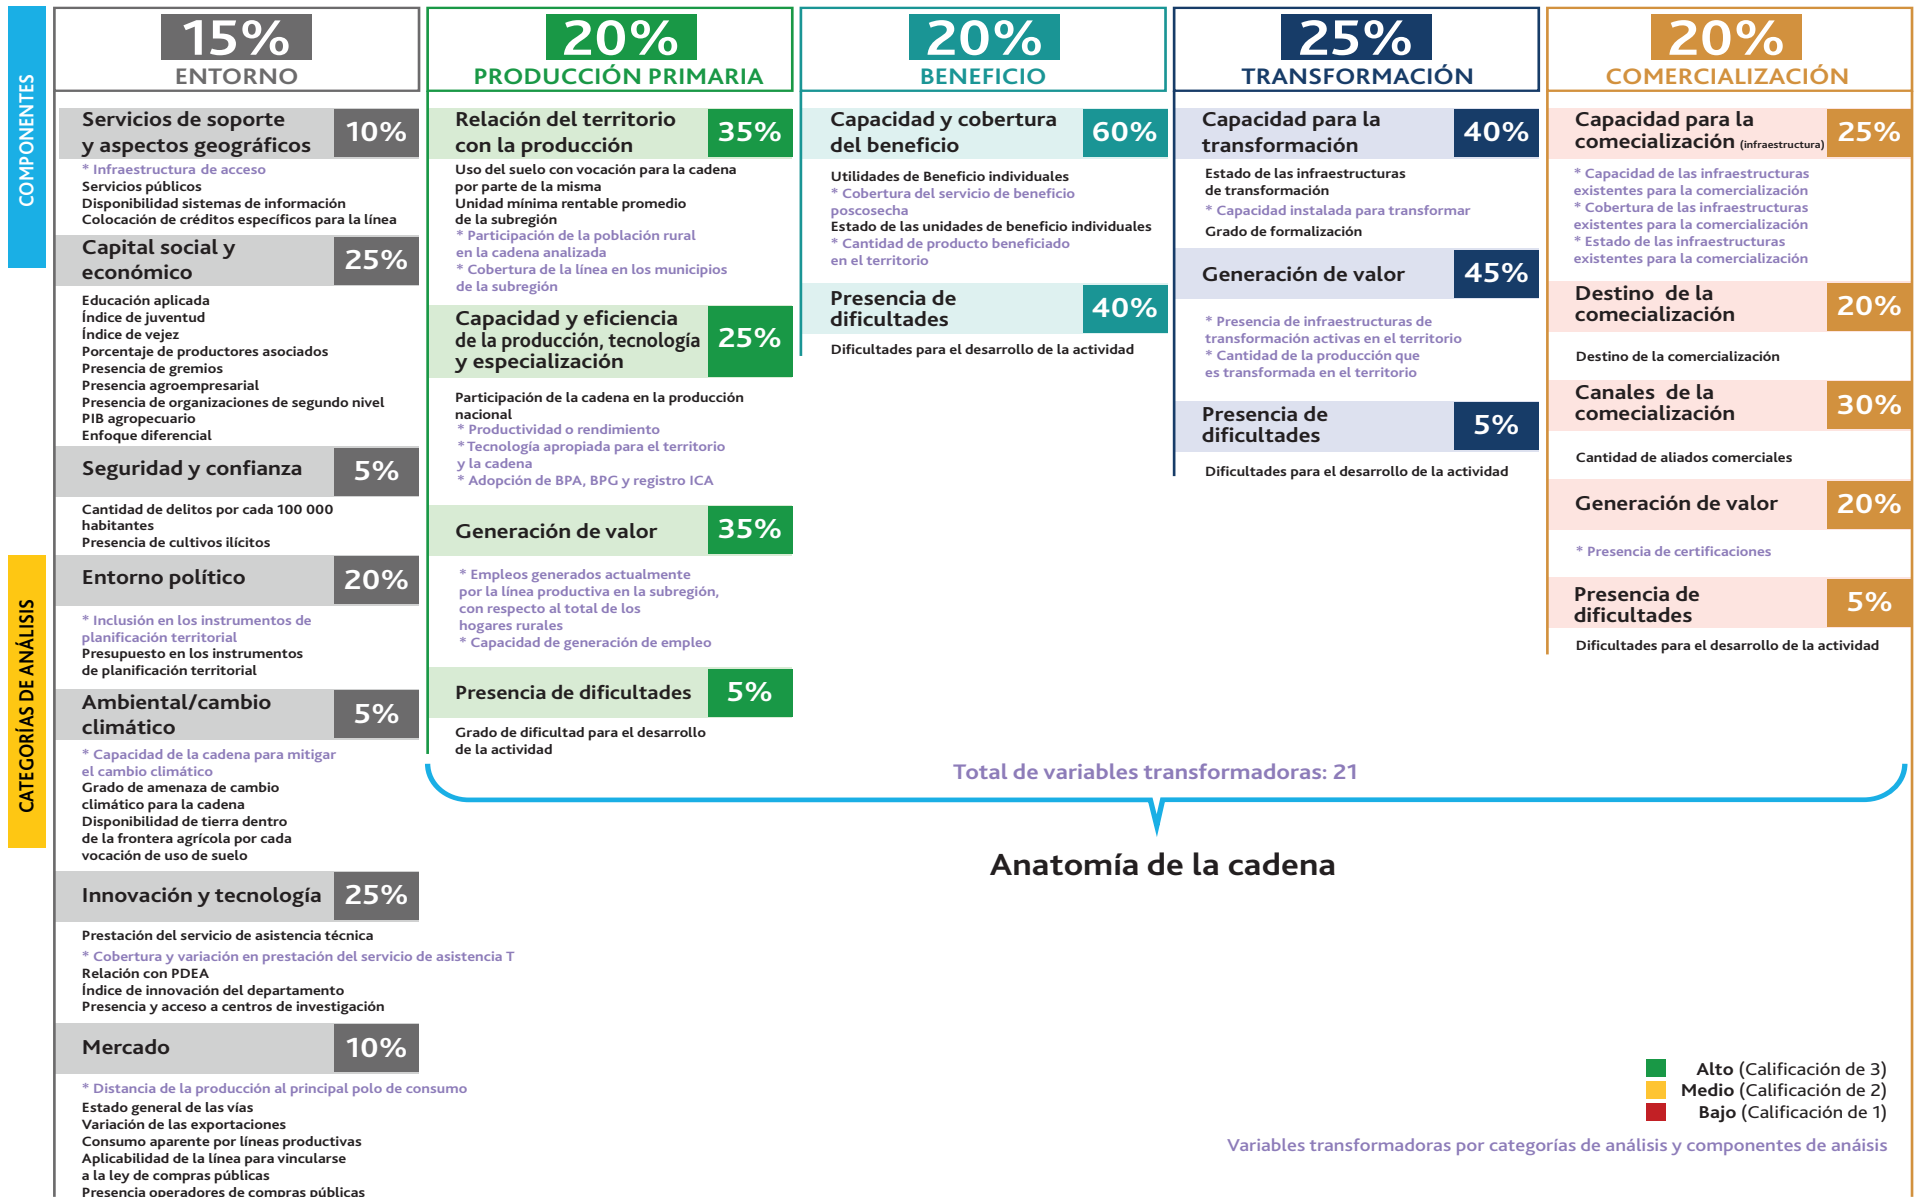 COMPONENTES
CATEGORÍAS DE ANÁLISIS
15%
ENTORNO
Servicios de soporte
y aspectos geográficos
10%
* Infraestructura de acceso
Servicios públicos
Disponibilidad sistemas de información
Colocación de créditos específicos para la línea
Capital social y
económico
25%
Educación aplicada
Índice de juventud
Índice de vejez
Porcentaje de productores asociados
Presencia de gremios
Presencia agroempresarial
Presencia de organizaciones de segundo nivel
PIB agropecuario
Enfoque diferencial
Seguridad y confianza
5%
Cantidad de delitos por cada 100 000
habitantes
Presencia de cultivos ilícitos
Entorno político
20%
* Inclusión en los instrumentos de
planificación territorial
Presupuesto en los instrumentos
de planificación territorial
Ambiental/cambio
climático
5%
* Capacidad de la cadena para mitigar
el cambio climático
Grado de amenaza de cambio
climático para la cadena
Disponibilidad de tierra dentro
de la frontera agrícola por cada
vocación de uso de suelo
Innovación y tecnología
25%
Prestación del servicio de asistencia técnica
* Cobertura y variación en prestación del servicio de asistencia T
Relación con PDEA
Índice de innovación del departamento
Presencia y acceso a centros de investigación
Mercado
10%
* Distancia de la producción al principal polo de consumo
Estado general de las vías
Variación de las exportaciones
Consumo aparente por líneas productivas
Aplicabilidad de la línea para vincularse
a la ley de compras públicas
Presencia operadores de compras públicas
20%
PRODUCCIÓN PRIMARIA
Relación del territorio
con la producción
35%
Uso del suelo con vocación para la cadena
por parte de la misma
Unidad mínima rentable promedio
de la subregión
* Participación de la población rural
en la cadena analizada
* Cobertura de la línea en los municipios
de la subregión
Capacidad y eficiencia
de la producción, tecnología
y especialización
25%
Participación de la cadena en la producción
nacional
* Productividad o rendimiento
* Tecnología apropiada para el territorio
y la cadena
* Adopción de BPA, BPG y registro ICA
Generación de valor
35%
* Empleos generados actualmente
por la línea productiva en la subregión,
con respecto al total de los
hogares rurales
* Capacidad de generación de empleo
Presencia de dificultades
5%
Grado de dificultad para el desarrollo
de la actividad
20%
BENEFICIO
Capacidad y cobertura
del beneficio
60%
Utilidades de Beneficio individuales
* Cobertura del servicio de beneficio
poscosecha
Estado de las unidades de beneficio individuales
* Cantidad de producto beneficiado
en el territorio
Presencia de
dificultades
40%
Dificultades para el desarrollo de la actividad
25%
TRANSFORMACIÓN
Capacidad para la
transformación
40%
Estado de las infraestructuras
de transformación
* Capacidad instalada para transformar
Grado de formalización
Generación de valor
45%
* Presencia de infraestructuras de
transformación activas en el territorio
* Cantidad de la producción que
es transformada en el territorio
Presencia de
dificultades
5%
Dificultades para el desarrollo de la actividad
20%
COMERCIALIZACIÓN
Capacidad para la
comecialización (infraestructura)
25%
* Capacidad de las infraestructuras
existentes para la comercialización
* Cobertura de las infraestructuras
existentes para la comercialización
* Estado de las infraestructuras
existentes para la comercialización
Destino de la
comecialización
20%
Destino de la comercialización
Canales de la
comecialización
30%
Cantidad de aliados comerciales
Generación de valor
20%
* Presencia de certificaciones
Presencia de
dificultades
5%
Dificultades para el desarrollo de la actividad
Total de variables transformadoras: 21
Anatomía de la cadena
Alto (Calificación de 3)
Medio (Calificación de 2)
Bajo (Calificación de 1)
Variables transformadoras por categorías de análisis y componentes de anáisis